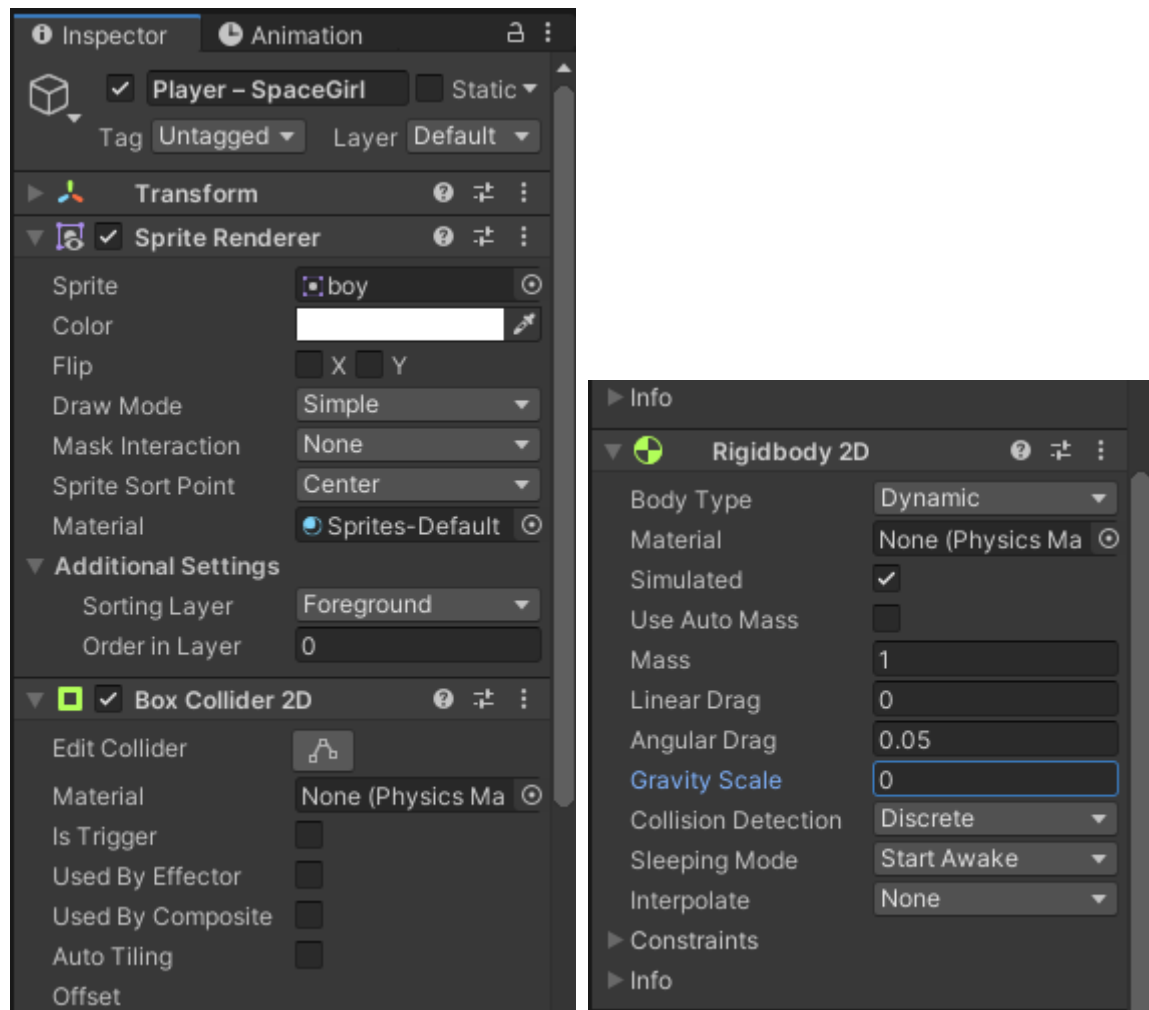 Inspector Animation
Player – SpaceGirl Static
Tag Untagged Layer Default
Transform
Sprite Renderer
Sprite boy
Color
Flip X Y
Draw Mode Simple
Mask Interaction None
Sprite Sort Point Center
Material Sprites-Default
Additional Settings
Sorting Layer Foreground
Order in Layer 0
Box Collider 2D
Edit Collider
Material None (Physics Ma
Is Trigger
Used By Effector
Used By Composite
Auto Tiling
Offset
Info
Rigidbody 2D
Body Type Dynamic
Material None (Physics Ma
Simulated
Use Auto Mass
Mass 1
Linear Drag 0
Angular Drag 0.05
Gravity Scale 0
Collision Detection Discrete
Sleeping Mode Start Awake
Interpolate None
Constraints
Info